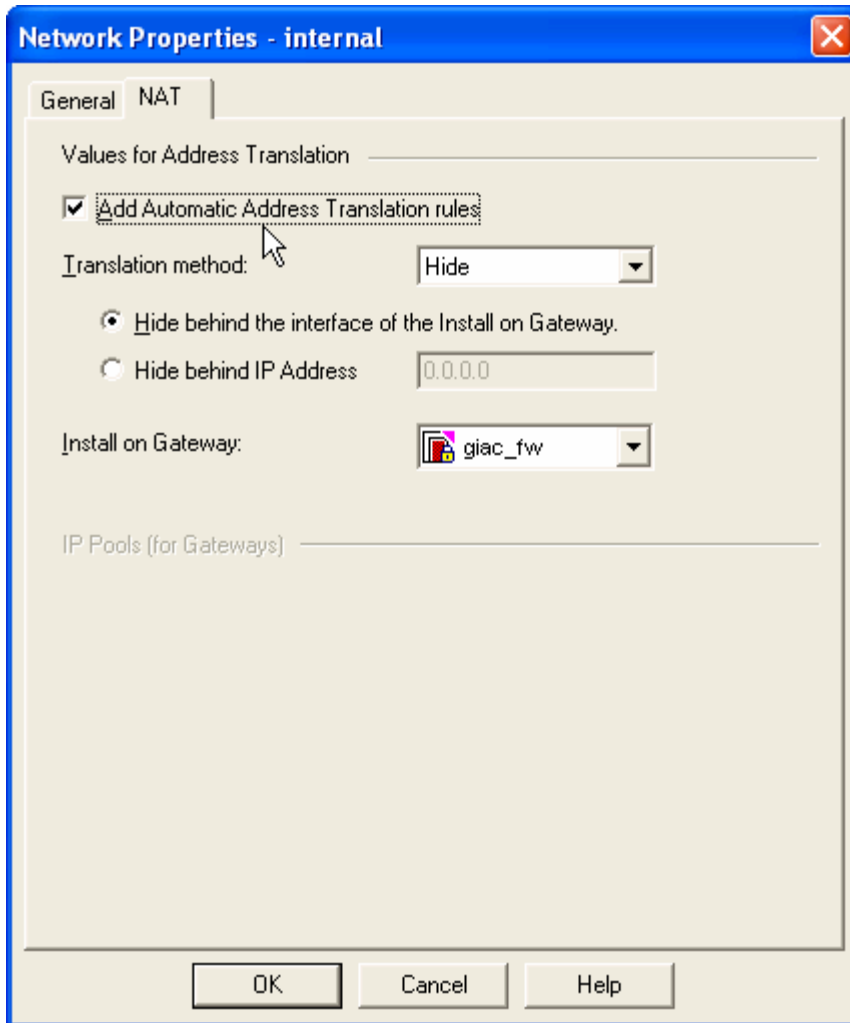 Network Properties - internal
General NAT
Values for Address Translation
Add Automatic Address Translation rules
Translation method: Hide
Hide behind the interface of the Install on Gateway.
Hide behind IP Address 0.0.0.0
Install on Gateway: giac_fw
IP Pools (for Gateways)
OK Cancel Help